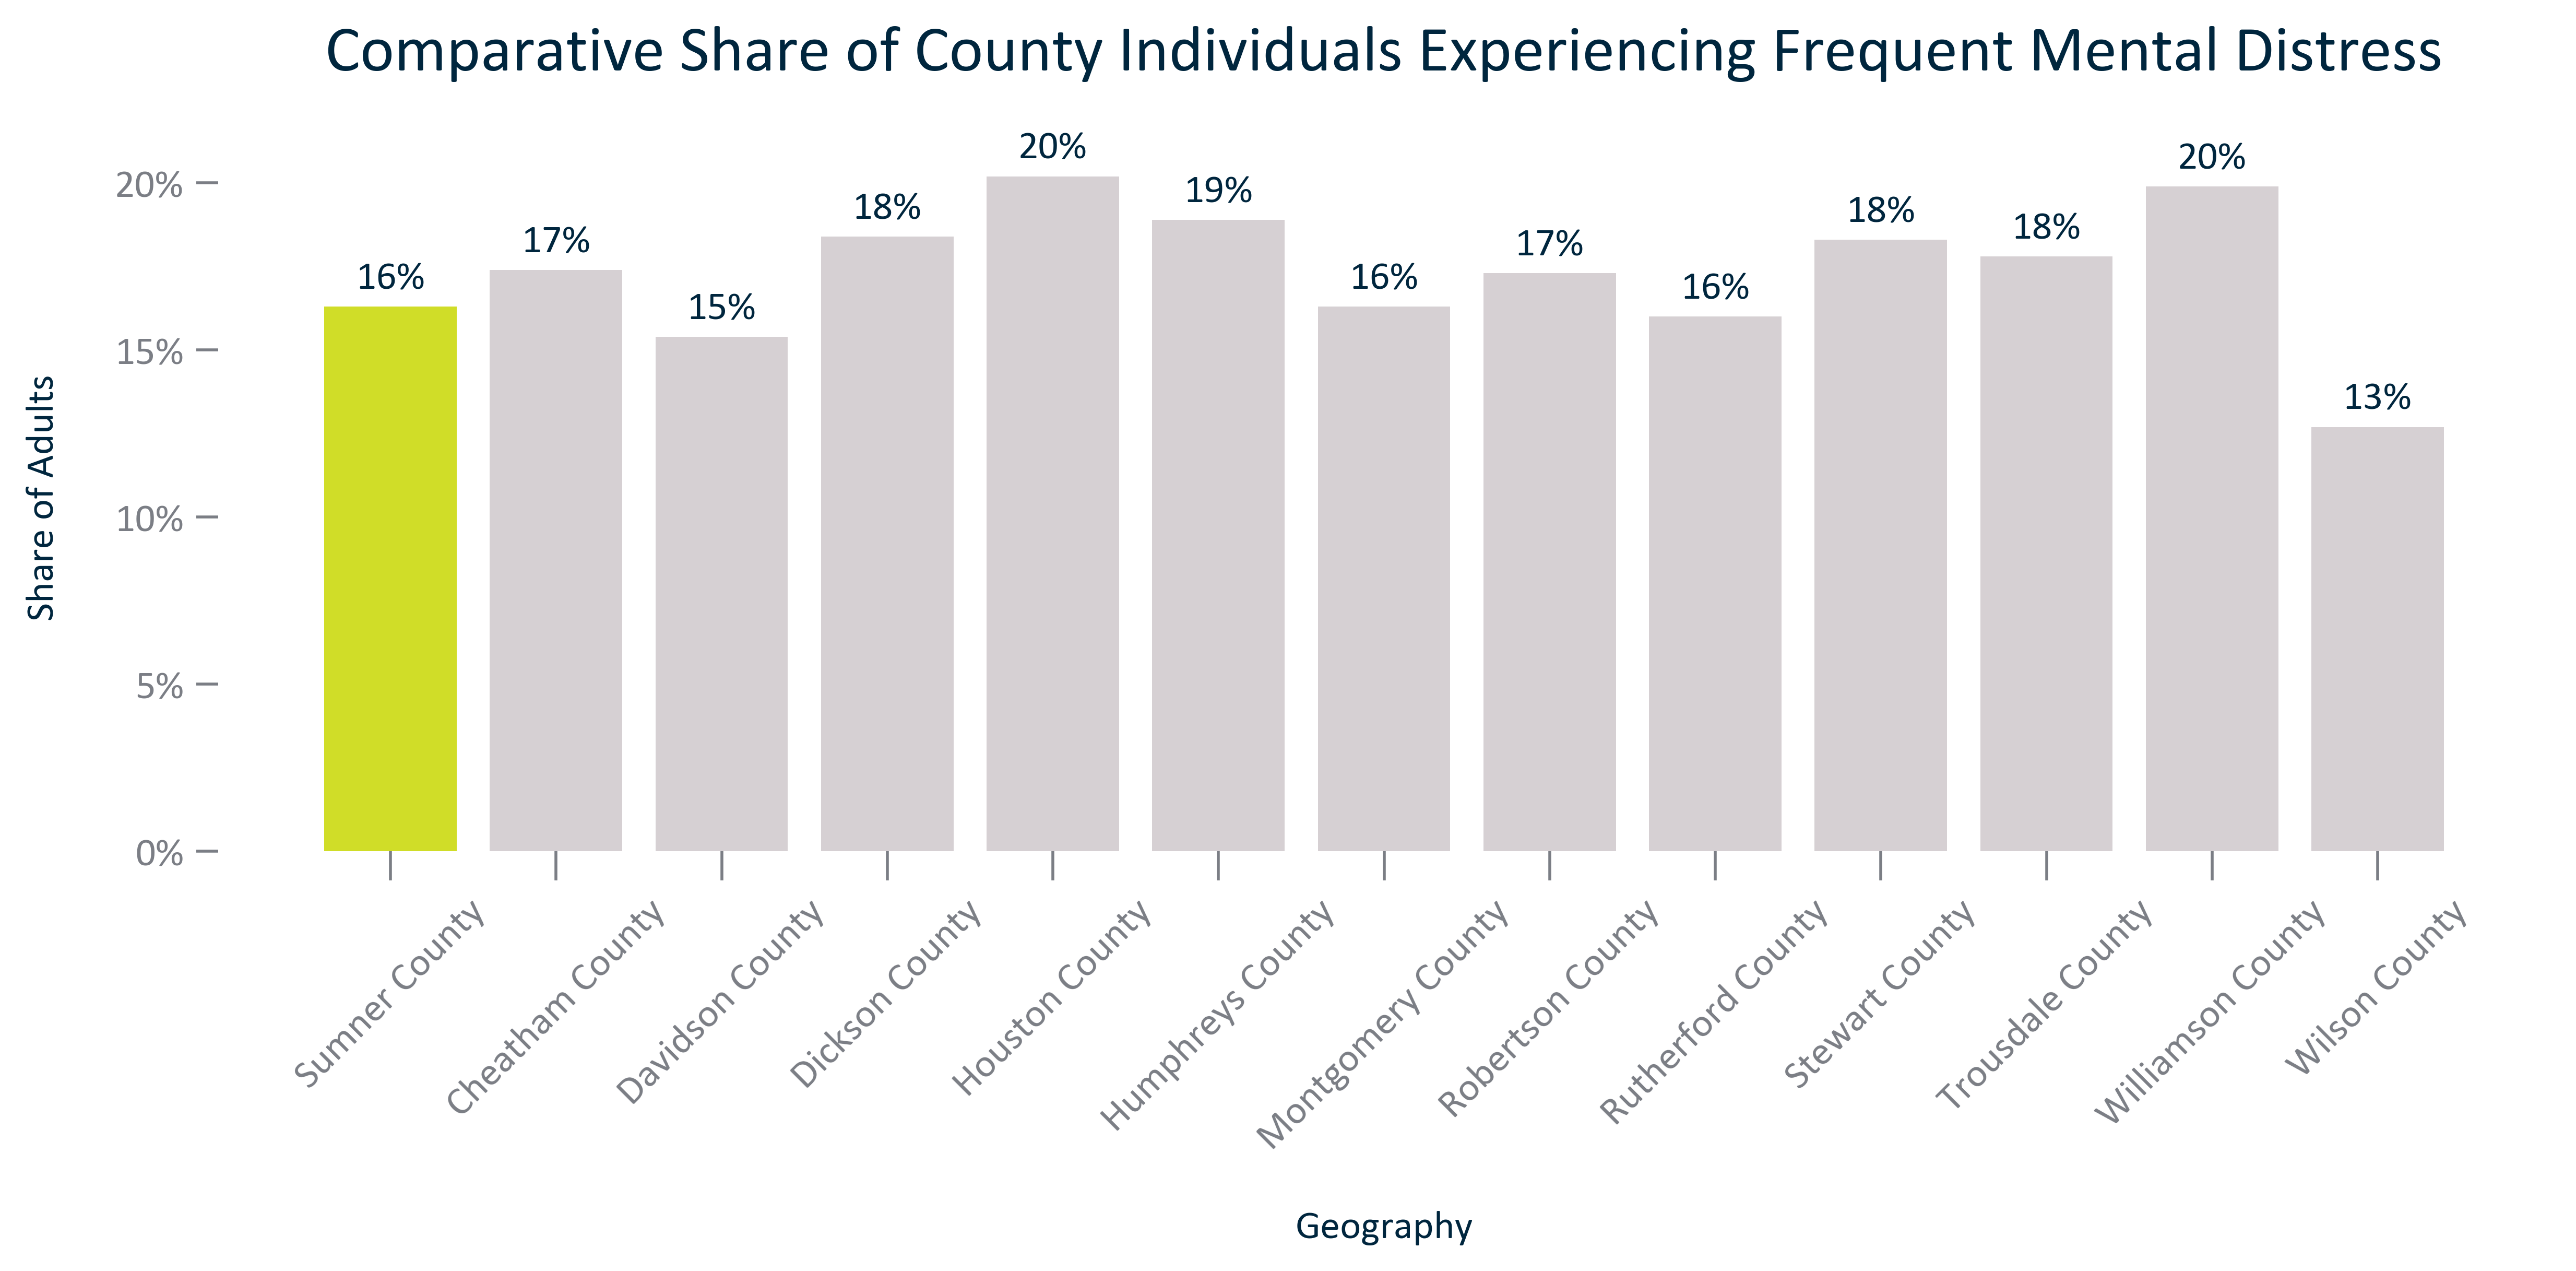 Comparative Share of County Individuals Experiencing Frequent Mental Distress
Share of Adults
20%
15%
10%
5%
0%
16%
17%
15%
18%
20%
19%
16%
17%
16%
18%
18%
20%
13%
Sumner County
Cheatham County
Davidson County
Dickson County
Houston County
Humphreys County
Montgomery County
Robertson County
Rutherford County
Stewart County
Trousdale County
Williamson County
Wilson County
Geography